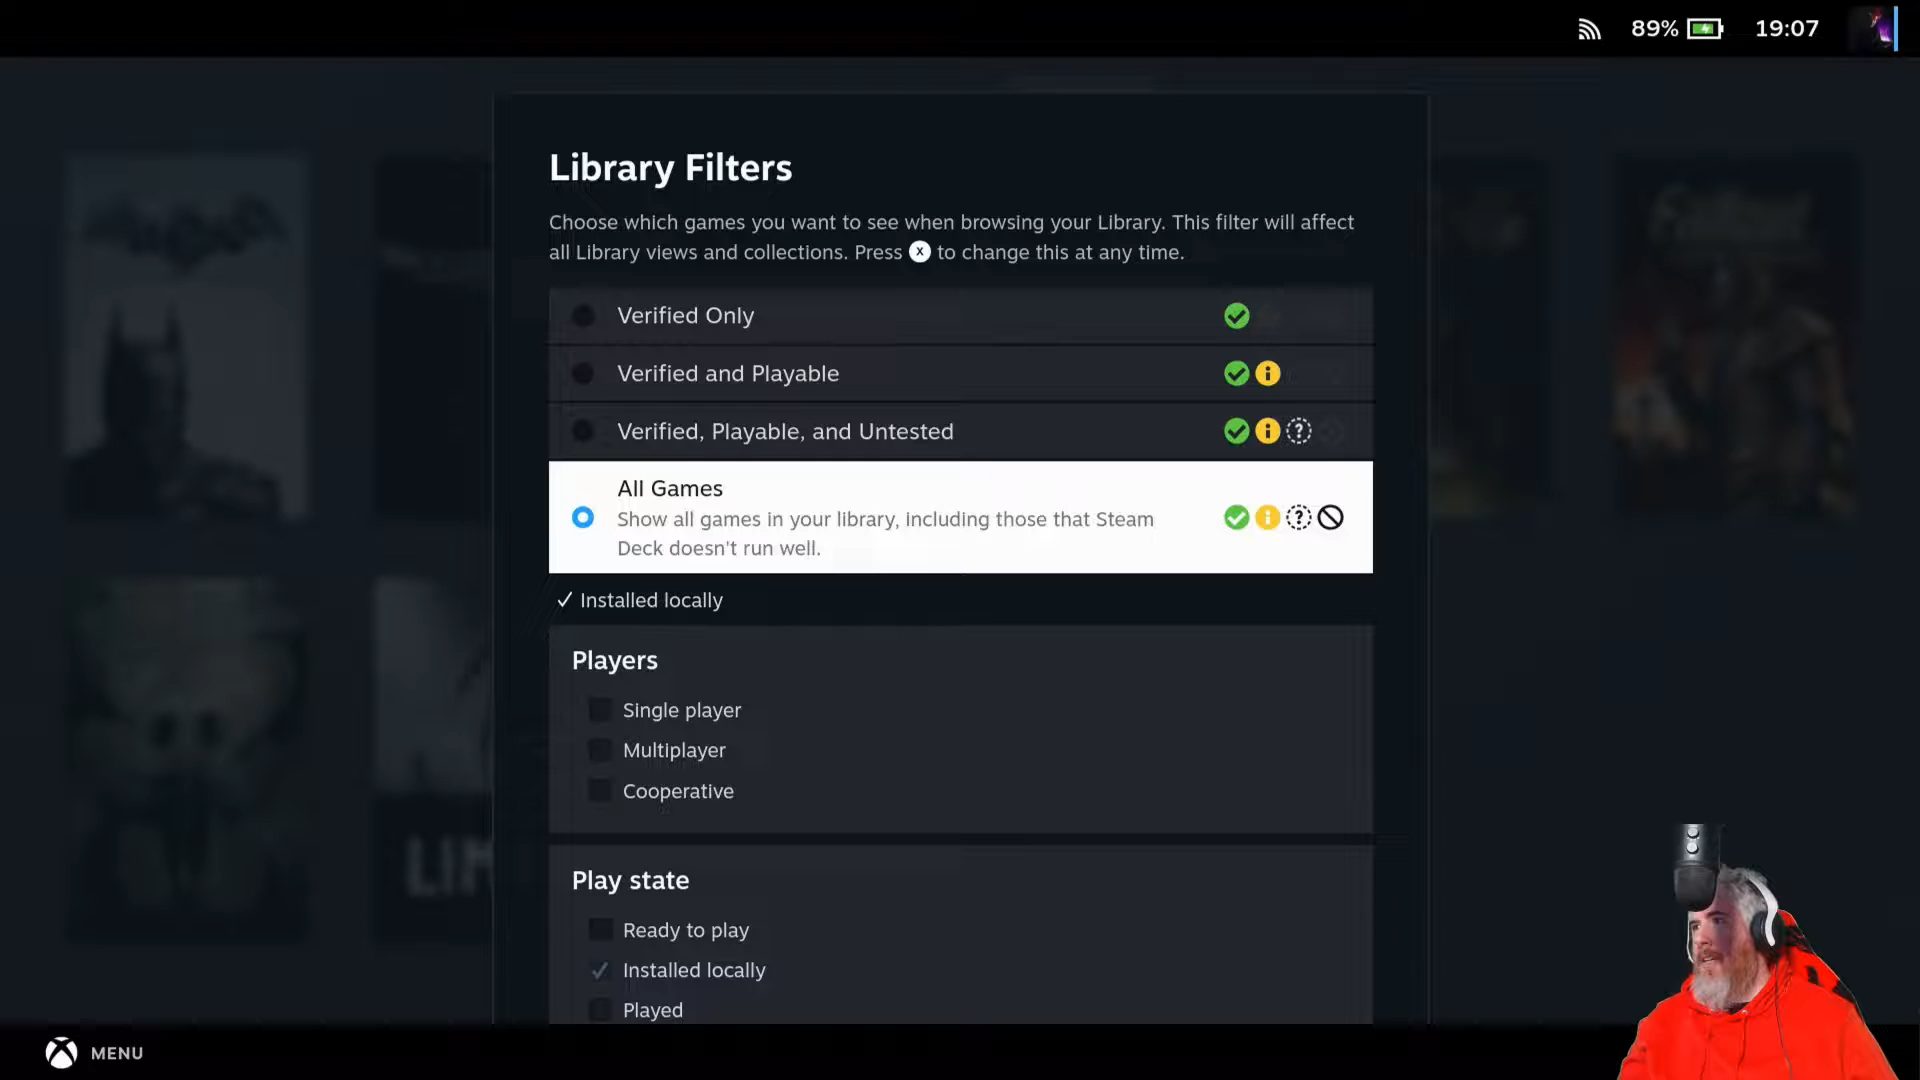 89% 19:07
Library Filters
Choose which games you want to see when browsing your Library. This filter will affect
all Library views and collections. Press X to change this at any time.
Verified Only
Verified and Playable
Verified, Playable, and Untested
All Games
Show all games in your library, including those that Steam
Deck doesn't run well.
Installed locally
Players
Single player
Multiplayer
Cooperative
Play state
Ready to play
Installed locally
Played
MENU